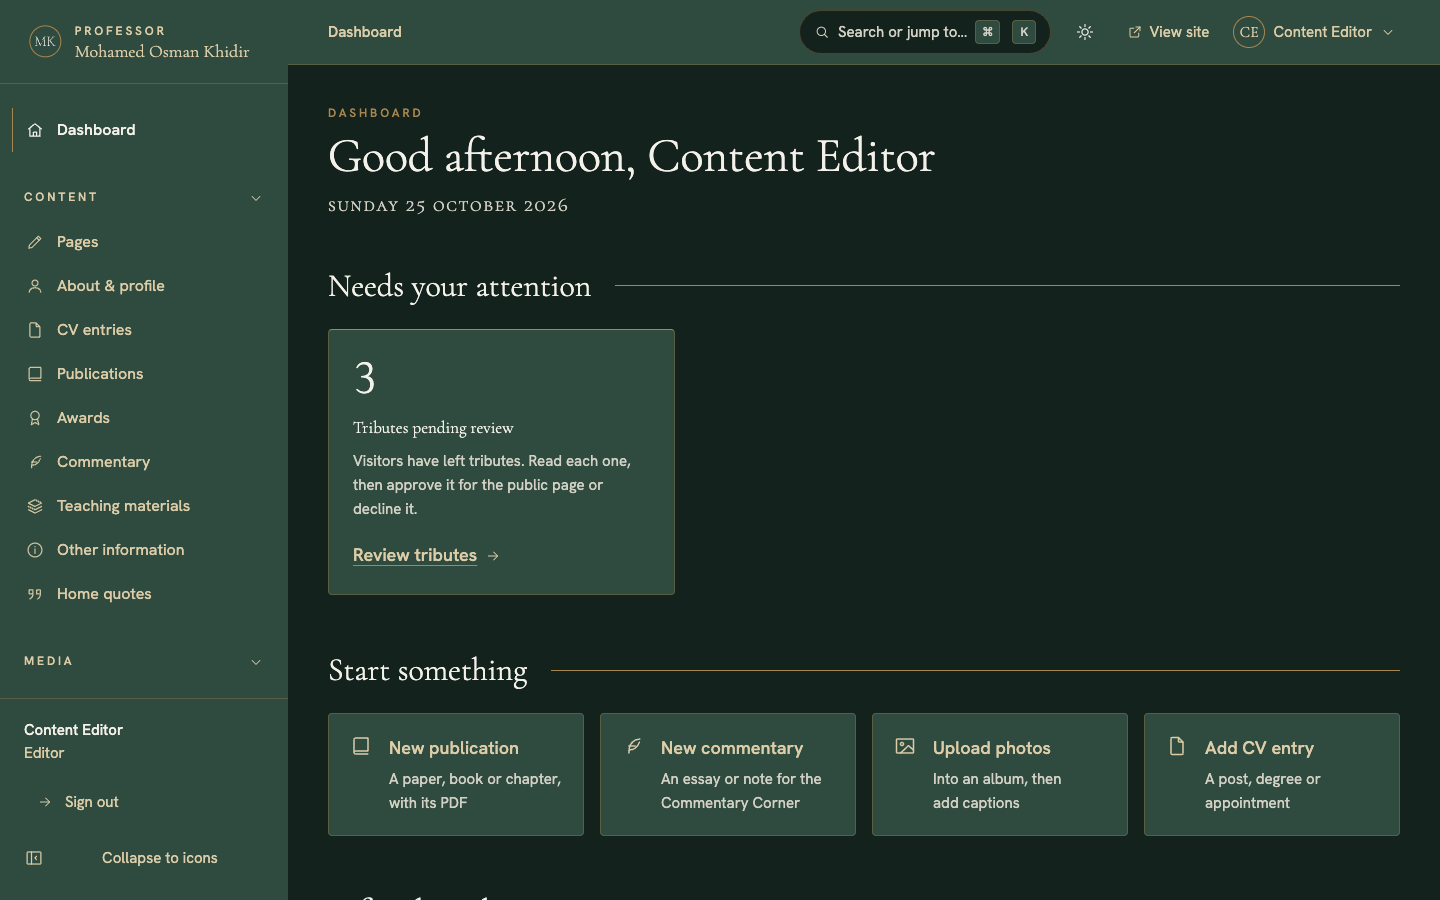 MK
PROFESSOR
Mohamed Osman Khidir
Dashboard
Search or jump to...
⌘
K
View site
CE
Content Editor
Dashboard
CONTENT
Pages
About & profile
CV entries
Publications
Awards
Commentary
Teaching materials
Other information
Home quotes
MEDIA
Content Editor
Editor
Sign out
Collapse to icons
DASHBOARD
Good afternoon, Content Editor
SUNDAY 25 OCTOBER 2026
Needs your attention
3
Tributes pending review
Visitors have left tributes. Read each one,
then approve it for the public page or
decline it.
Review tributes →
Start something
New publication
A paper, book or chapter,
with its PDF
New commentary
An essay or note for the
Commentary Corner
Upload photos
Into an album, then
add captions
Add CV entry
A post, degree or
appointment